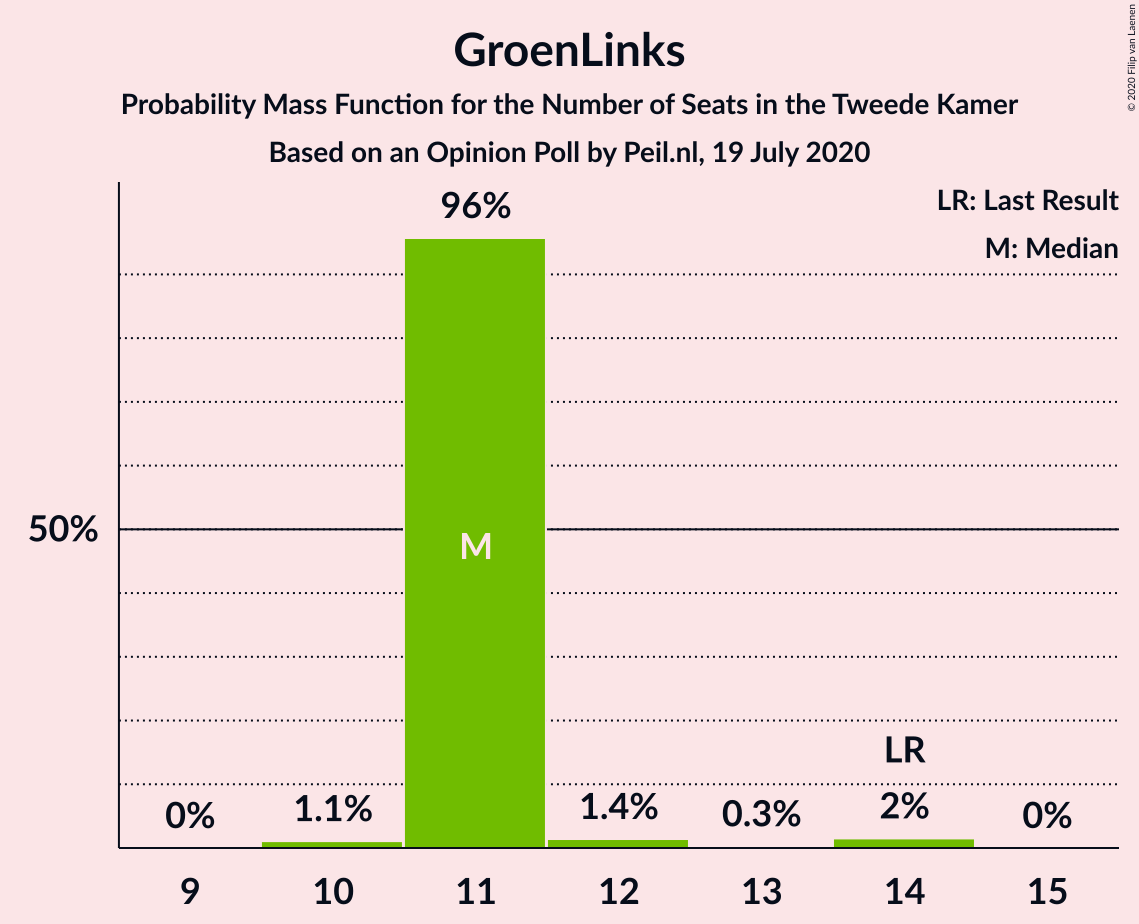 GroenLinks
Probability Mass Function for the Number of Seats in the Tweede Kamer
Based on an Opinion Poll by Peil.nl, 19 July 2020
© 2020 Filip van Laenen
LR: Last Result
M: Median
96%
50%
M
LR
0%
1.1%
1.4%
0.3%
2%
0%
9 10 11 12 13 14 15